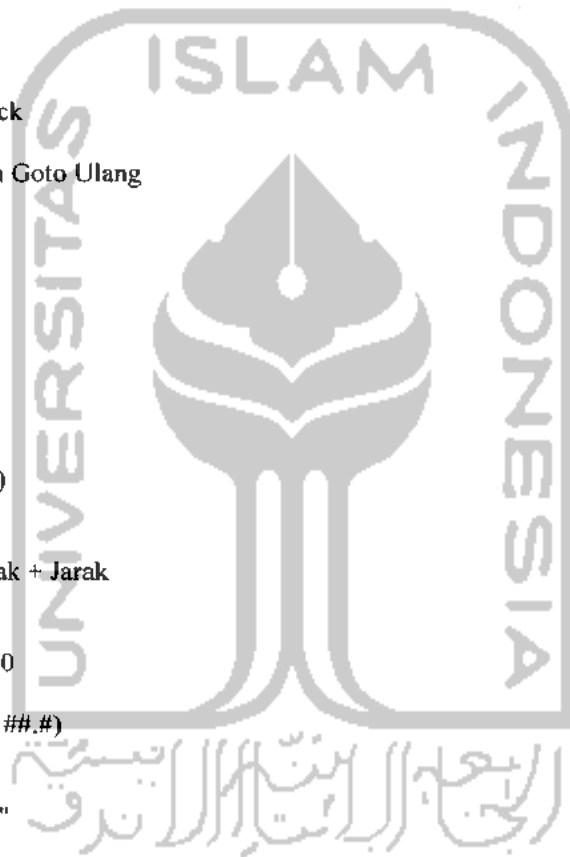 ISLAM
UNIVERSITAS
INDONESIA
ck
Goto Ulang
)
ak + Jarak
0
##.#)
"